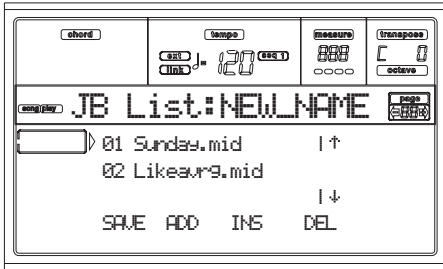 chord tempo measure transpose
ext ♩= 120 seq 1 888 C 0
link octave
song play JB List:NEW_NAME page
01 Sunday.mid |↑
02 Likeavrg.mid
|↓
SAVE ADD INS DEL